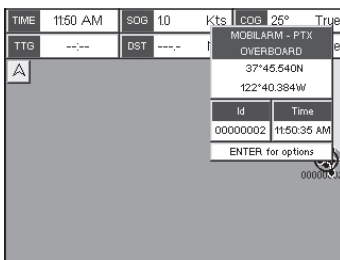 TIME 11:50 AM SOG 1.0 Kts COG 25° True
TTG --:-- DST ---.-
MOBILARM - PTX
OVERBOARD
37°45.540N
122°40.384W
Id Time
00000002 11:50:35 AM
ENTER for options